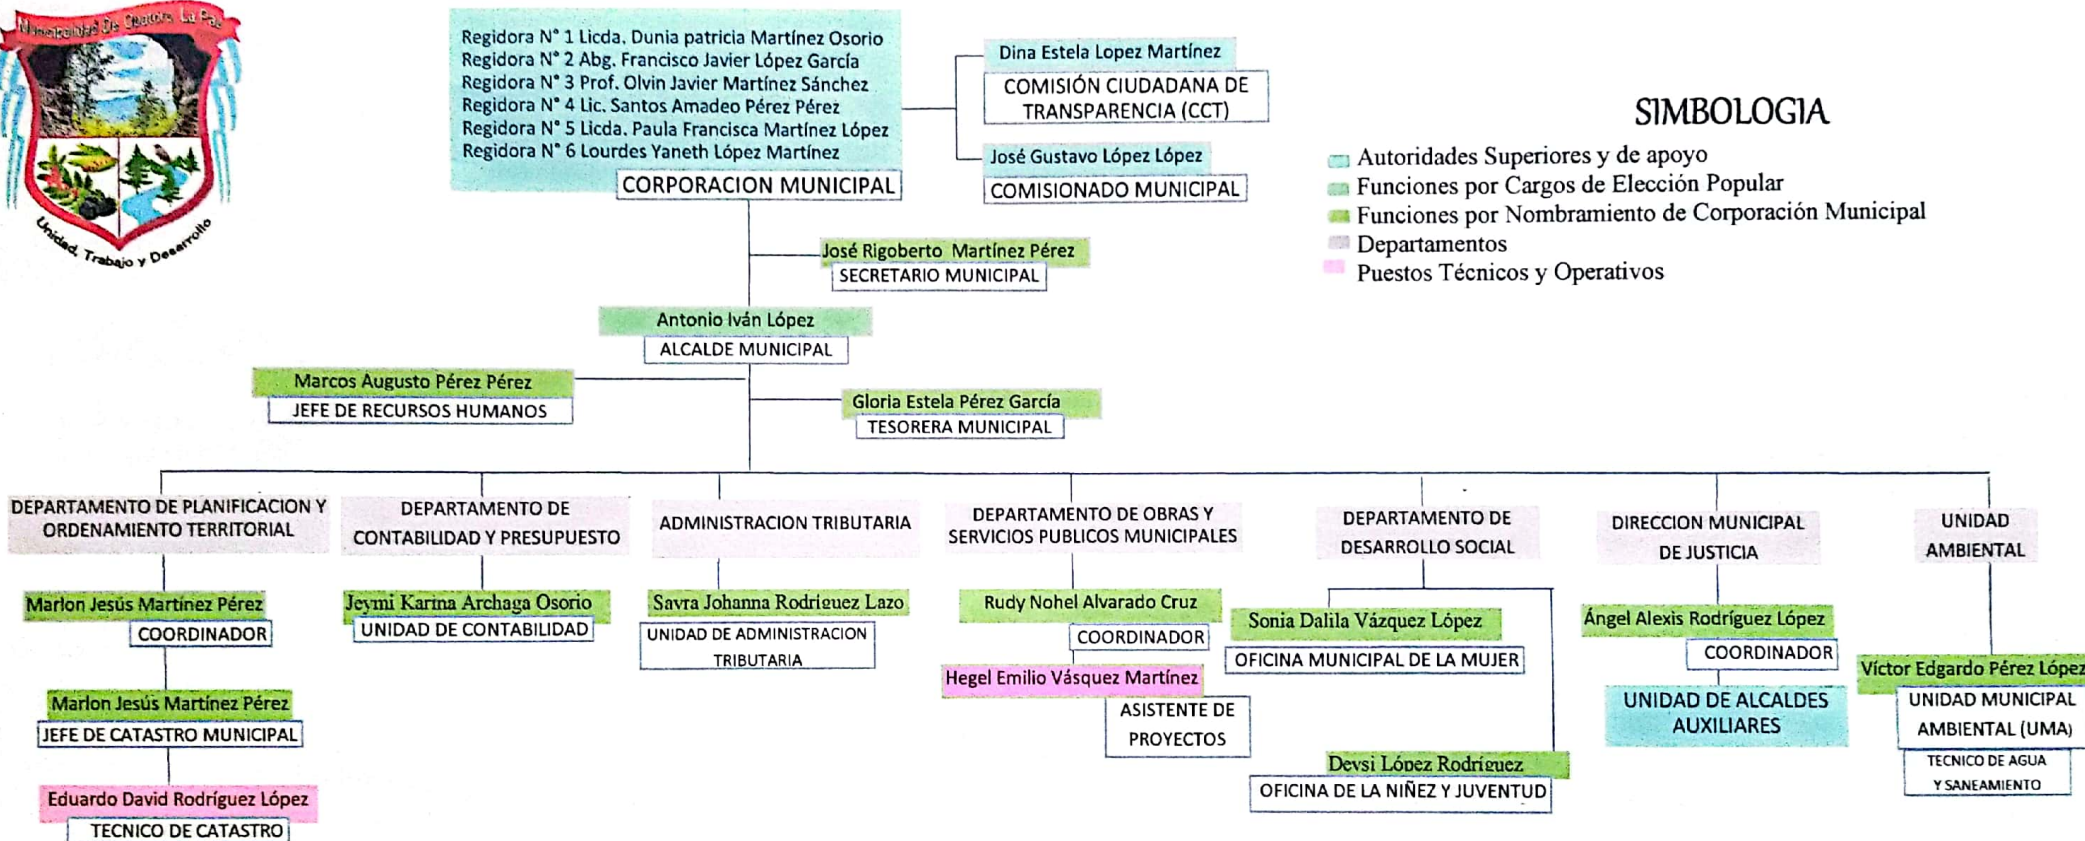 Municipalidad De Opatoro, La Paz
Unidad, Trabajo y Desarrollo
Regidora N° 1 Licda. Dunia patricia Martínez Osorio
Regidora N° 2 Abg. Francisco Javier López García
Regidora N° 3 Prof. Olvin Javier Martínez Sánchez
Regidora N° 4 Lic. Santos Amadeo Pérez Pérez
Regidora N° 5 Licda. Paula Francisca Martínez López
Regidora N° 6 Lourdes Yaneth López Martínez
CORPORACION MUNICIPAL
Dina Estela Lopez Martínez
COMISIÓN CIUDADANA DE
TRANSPARENCIA (CCT)
José Gustavo López López
COMISIONADO MUNICIPAL
SIMBOLOGIA
Autoridades Superiores y de apoyo
Funciones por Cargos de Elección Popular
Funciones por Nombramiento de Corporación Municipal
Departamentos
Puestos Técnicos y Operativos
José Rigoberto Martínez Pérez
SECRETARIO MUNICIPAL
Antonio Iván López
ALCALDE MUNICIPAL
Marcos Augusto Pérez Pérez
JEFE DE RECURSOS HUMANOS
Gloria Estela Pérez García
TESORERA MUNICIPAL
DEPARTAMENTO DE PLANIFICACION Y
ORDENAMIENTO TERRITORIAL
Marlon Jesús Martínez Pérez
COORDINADOR
Marlon Jesús Martínez Pérez
JEFE DE CATASTRO MUNICIPAL
Eduardo David Rodríguez López
TECNICO DE CATASTRO
DEPARTAMENTO DE
CONTABILIDAD Y PRESUPUESTO
Jeymi Karina Archaga Osorio
UNIDAD DE CONTABILIDAD
ADMINISTRACION TRIBUTARIA
Sayra Johanna Rodriguez Lazo
UNIDAD DE ADMINISTRACION
TRIBUTARIA
DEPARTAMENTO DE OBRAS Y
SERVICIOS PUBLICOS MUNICIPALES
Rudy Nohel Alvarado Cruz
COORDINADOR
Hegel Emilio Vásquez Martínez
ASISTENTE DE
PROYECTOS
DEPARTAMENTO DE
DESARROLLO SOCIAL
Sonia Dalila Vázquez López
OFICINA MUNICIPAL DE LA MUJER
Deysi López Rodríguez
OFICINA DE LA NIÑEZ Y JUVENTUD
DIRECCION MUNICIPAL
DE JUSTICIA
Ángel Alexis Rodríguez López
COORDINADOR
UNIDAD DE ALCALDES
AUXILIARES
UNIDAD
AMBIENTAL
Víctor Edgardo Pérez López
UNIDAD MUNICIPAL
AMBIENTAL (UMA)
TECNICO DE AGUA
Y SANEAMIENTO